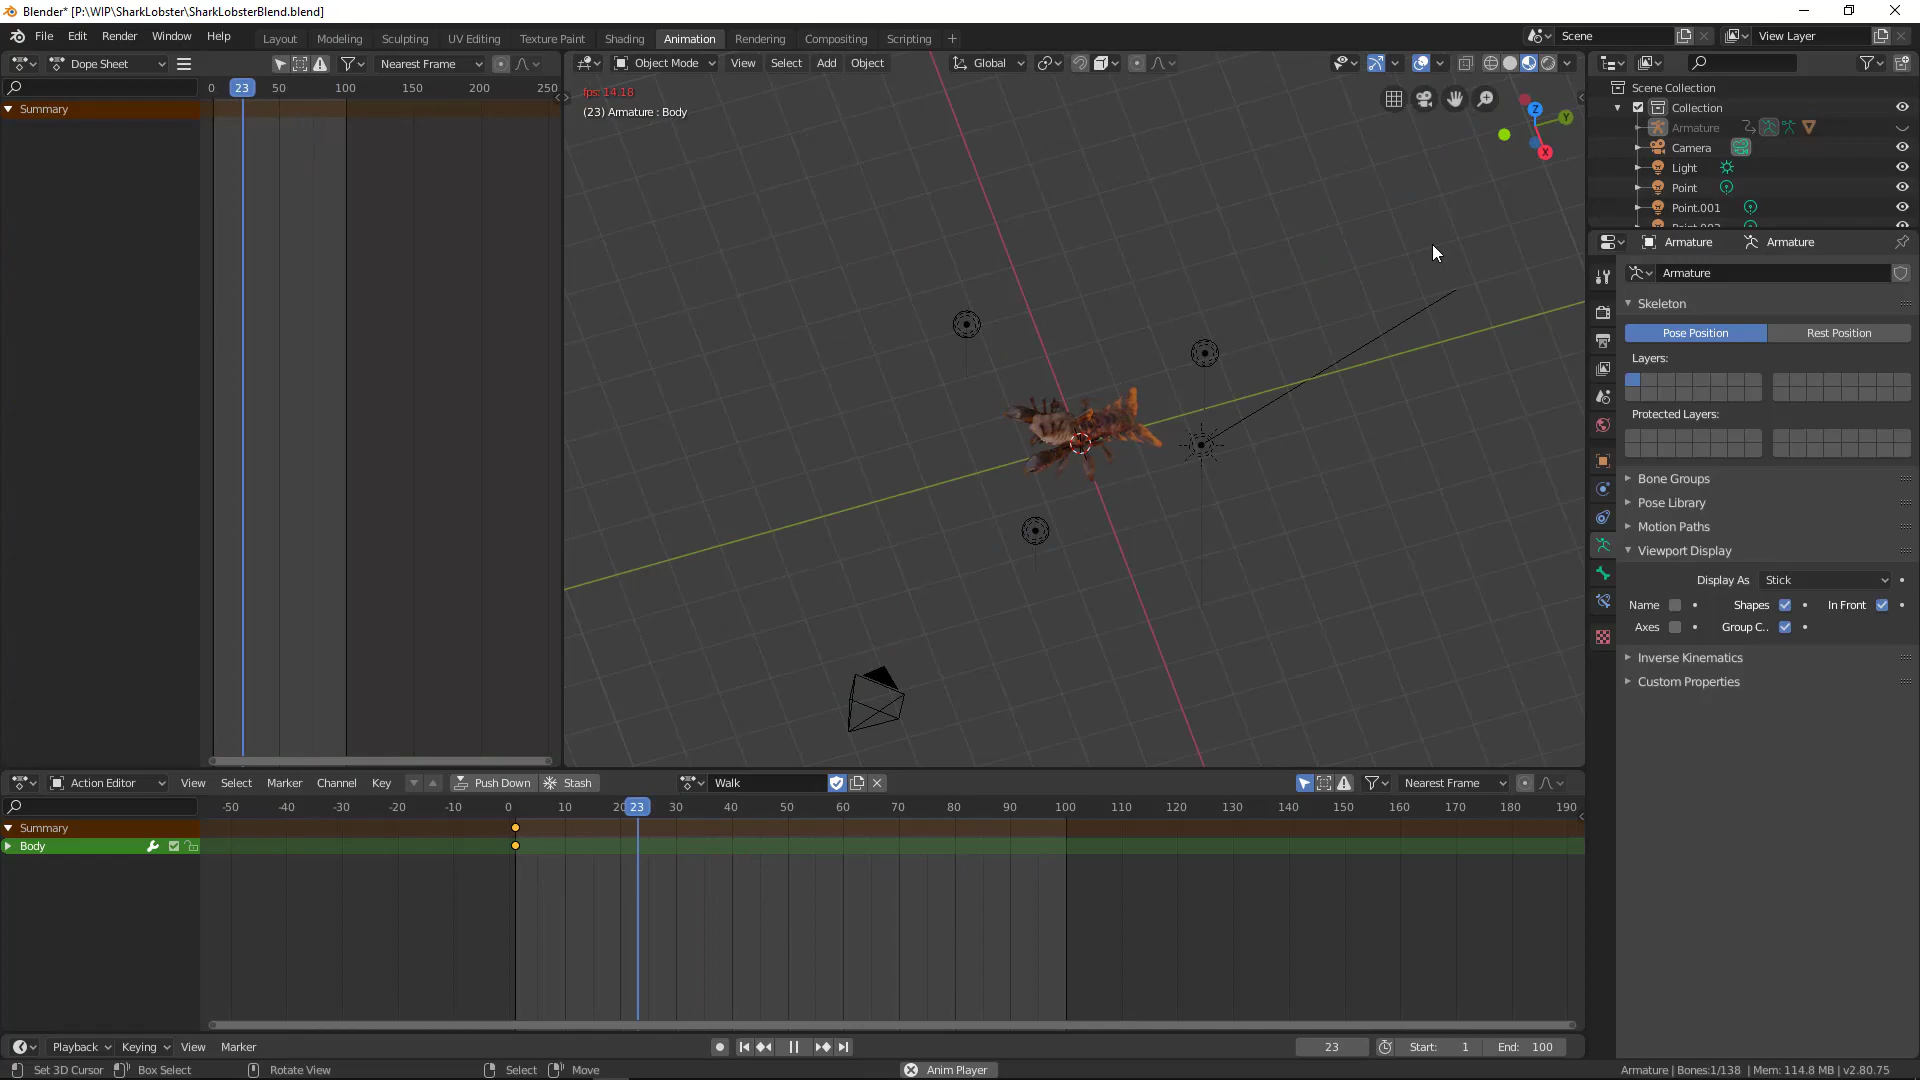 Blender* [P:\WIP\SharkLobster\SharkLobsterBlend.blend]
File Edit Render Window Help
Layout Modeling Sculpting UV Editing Texture Paint Shading Animation Rendering Compositing Scripting
Scene
View Layer
Dope Sheet
Nearest Frame
Object Mode View Select Add Object
Global
0 23 50 100 150 200 250
Summary
fps: 14.18
(23) Armature : Body
Z
Y
X
Scene Collection
Collection
Armature
Camera
Light
Point
Point.001
Armature Armature
Armature
Skeleton
Pose Position Rest Position
Layers:
Protected Layers:
Bone Groups
Pose Library
Motion Paths
Viewport Display
Display As Stick
Name Shapes In Front
Axes Group C..
Inverse Kinematics
Custom Properties
Action Editor View Select Marker Channel Key Push Down Stash Walk Nearest Frame
-50 -40 -30 -20 -10 0 10 20 23 30 40 50 60 70 80 90 100 110 120 130 140 150 160 170 180 190
Summary
Body
Playback Keying View Marker
23 Start: 1 End: 100
Set 3D Cursor Box Select Rotate View Select Move Anim Player
Armature | Bones:1/138 | Mem: 114.8 MB | v2.80.75